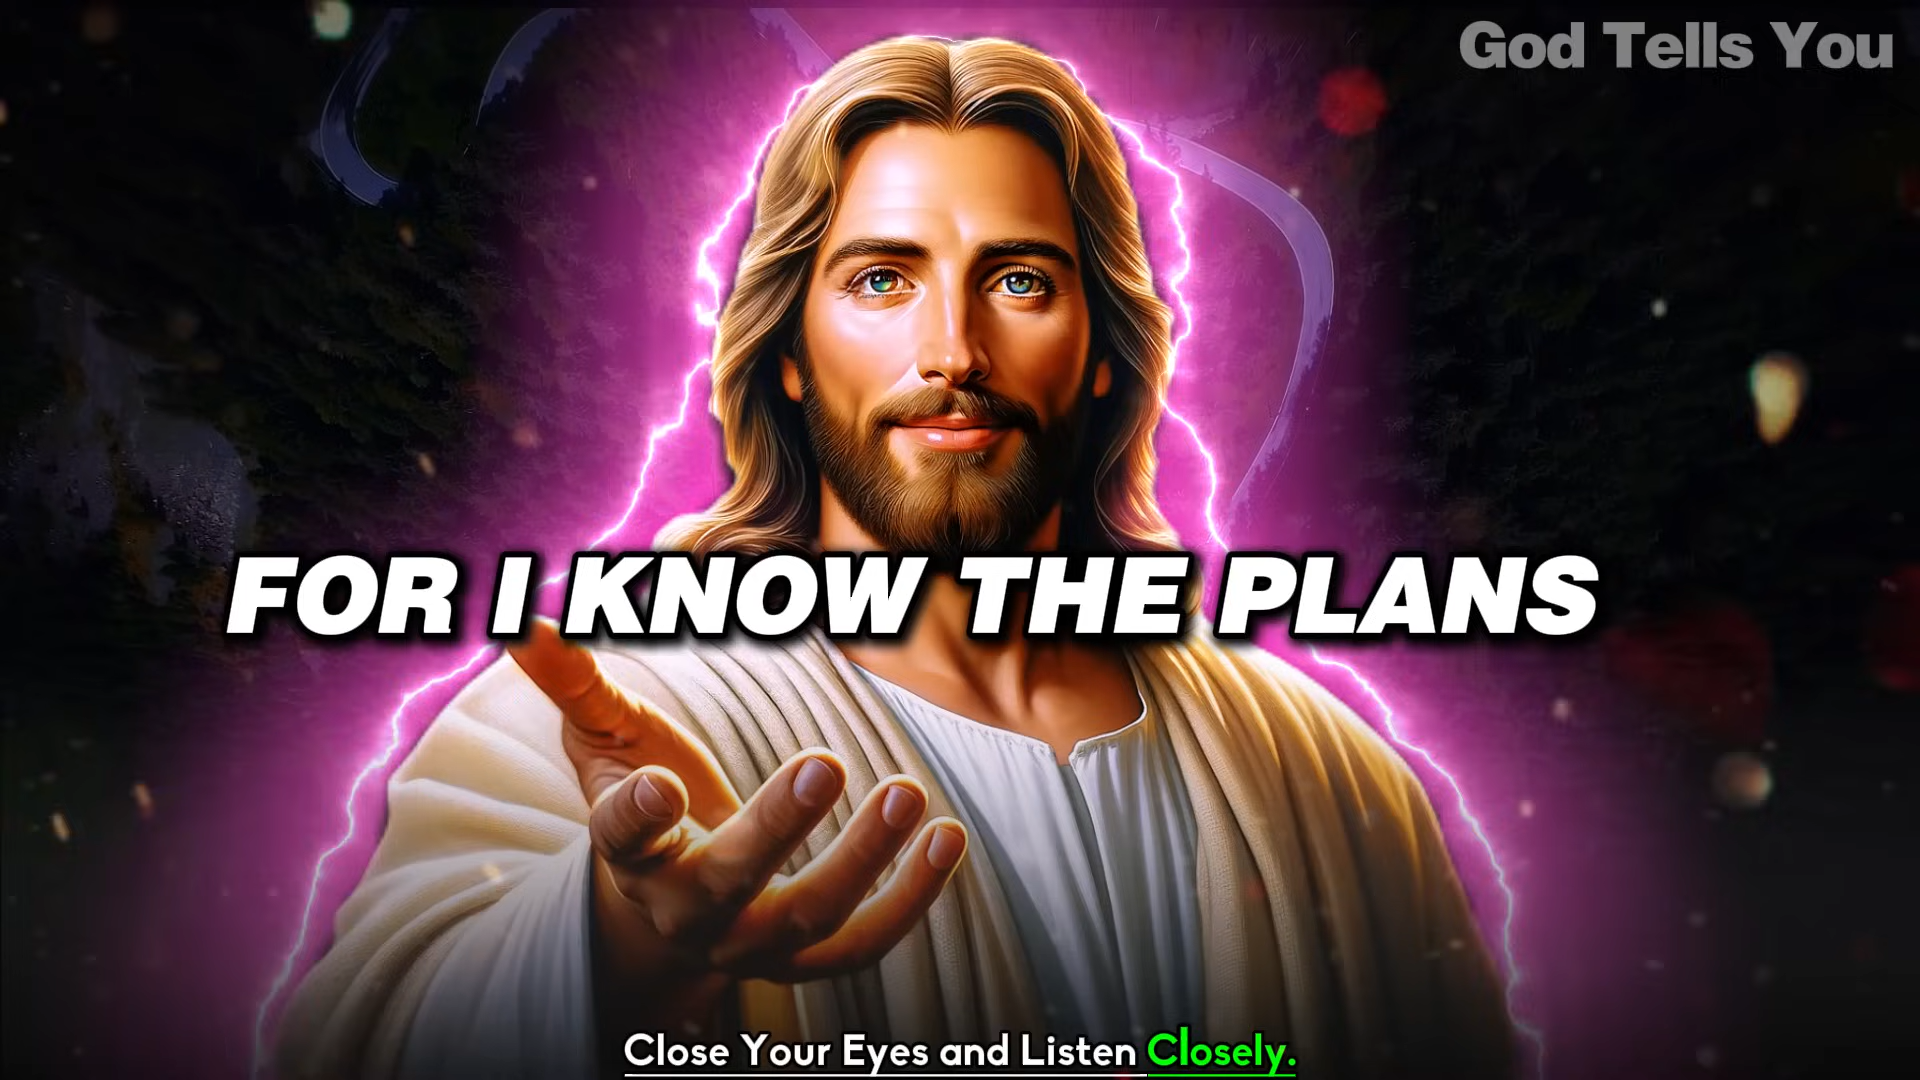 God Tells You
FOR I KNOW THE PLANS
Close Your Eyes and Listen Closely.